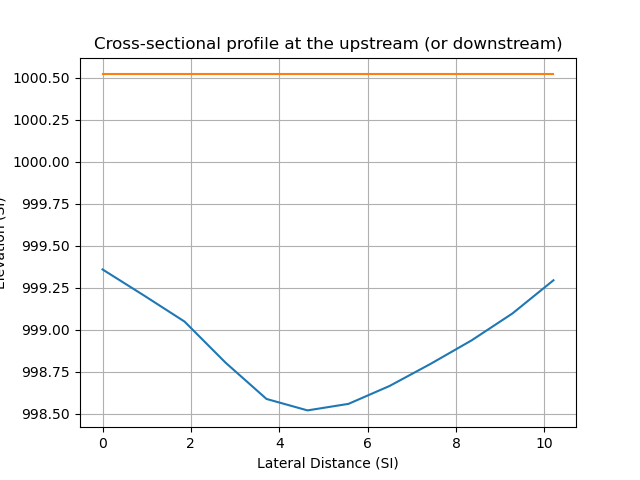 Cross-sectional profile at the upstream (or downstream)
1000.50
1000.25
1000.00
999.75
999.50
999.25
999.00
998.75
998.50
Elevation (SI)
0 2 4 6 8 10
Lateral Distance (SI)